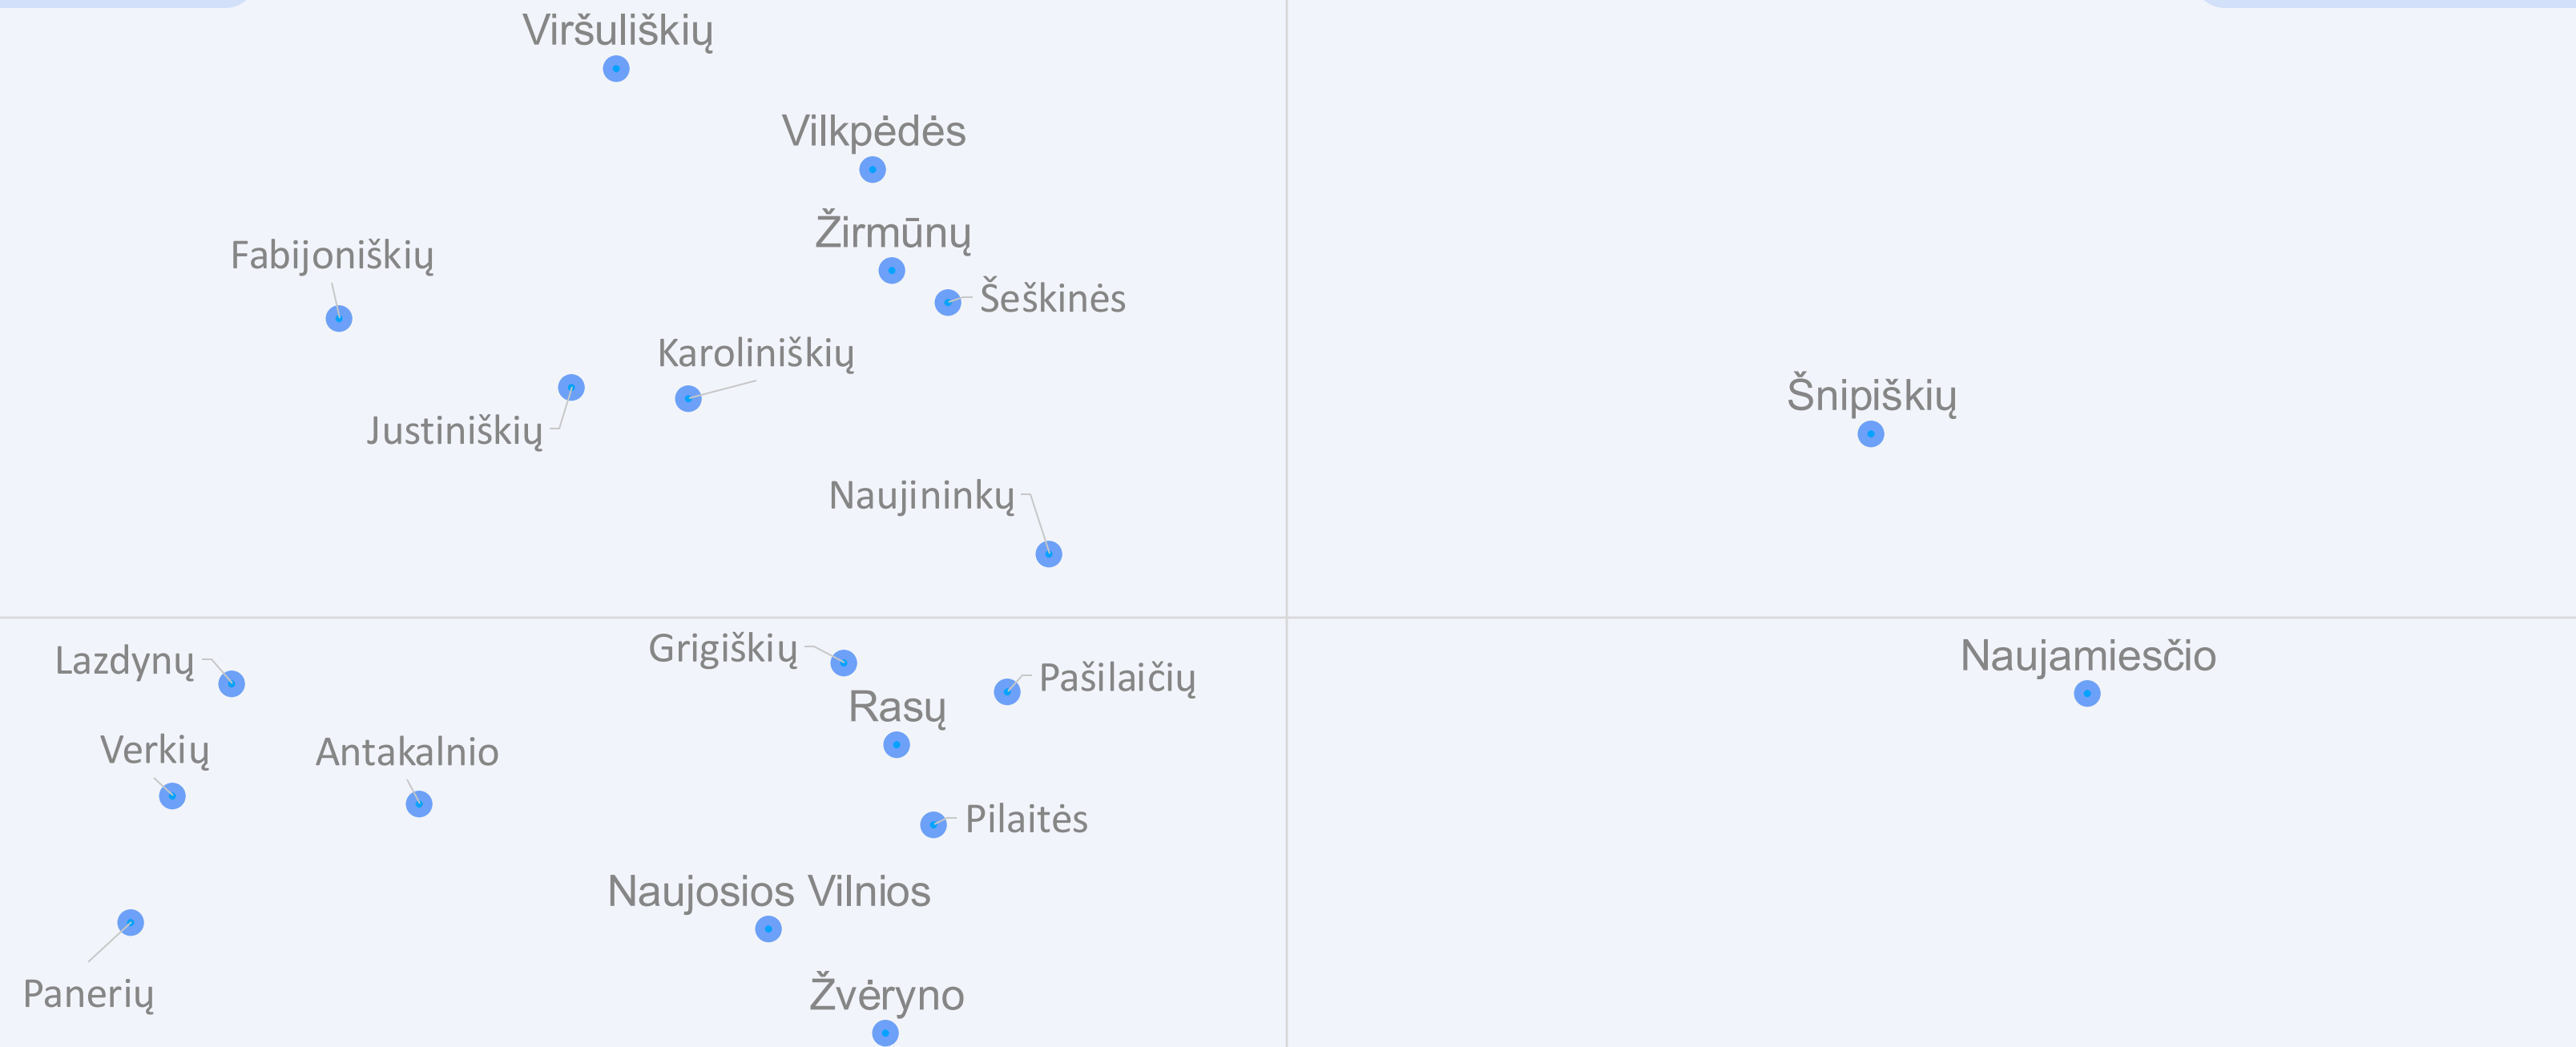 Viršuliškių
Vilkpėdės
Žirmūnų
Fabijoniškių
Šeškinės
Karoliniškių
Šnipiškių
Justiniškių
Naujininkų
Grigiškių
Naujamiesčio
Lazdynų
Pašilaičių
Rasų
Verkių
Antakalnio
Pilaitės
Naujosios Vilnios
Panerių
Žvėryno